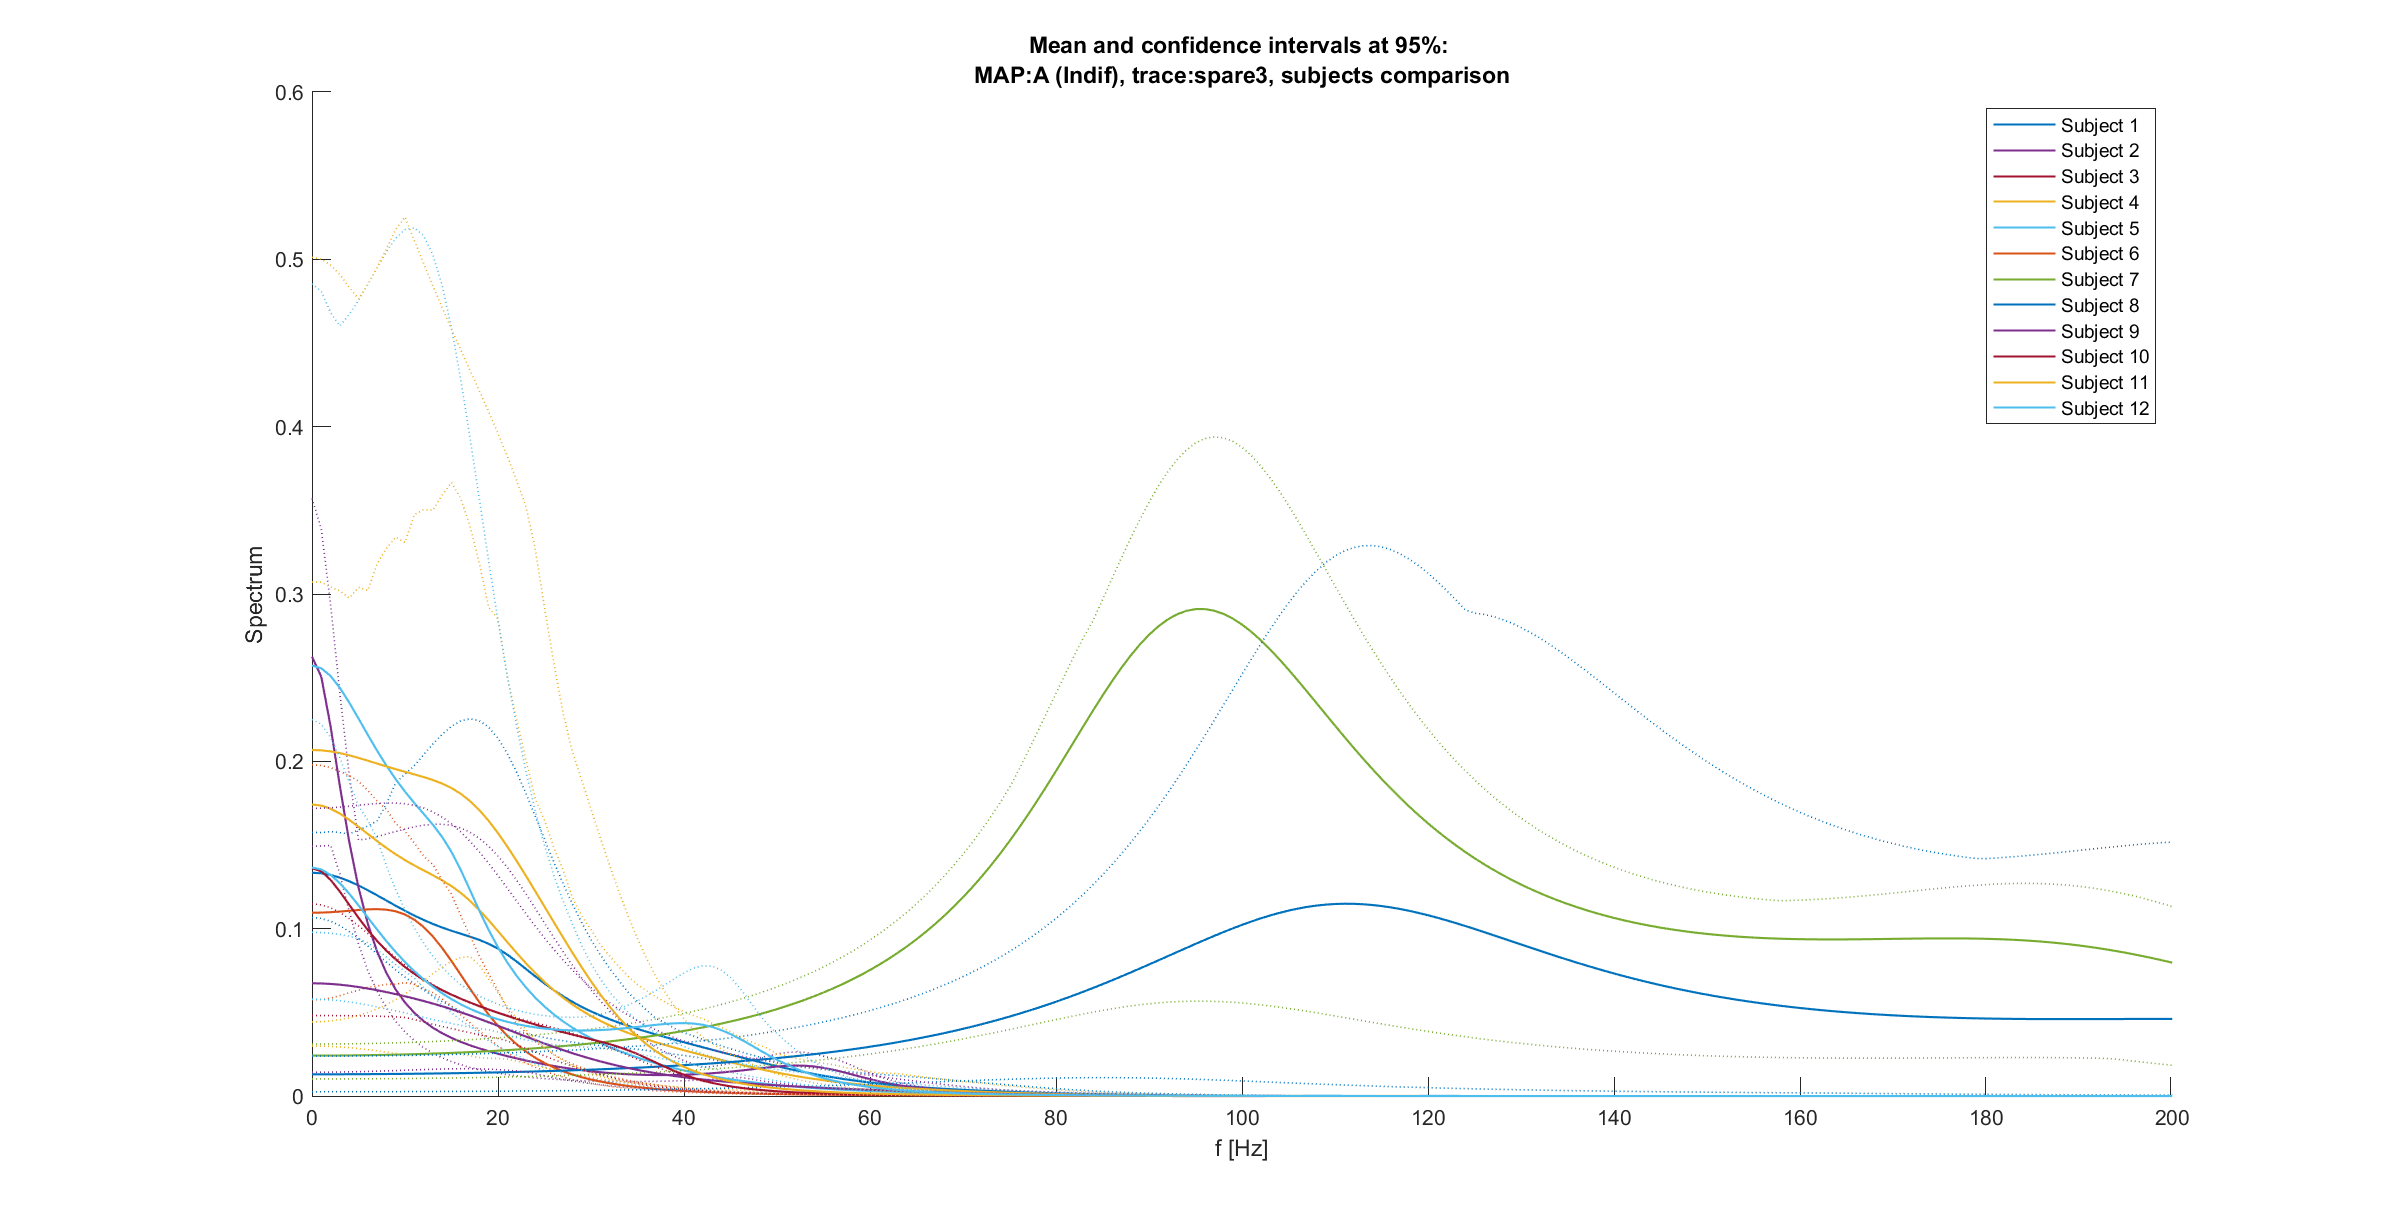 Mean and confidence intervals at 95%:
MAP:A (Indif), trace:spare3, subjects comparison
0.6
0.5
0.4
0.3
0.2
0.1
0
Spectrum
Subject 1
Subject 2
Subject 3
Subject 4
Subject 5
Subject 6
Subject 7
Subject 8
Subject 9
Subject 10
Subject 11
Subject 12
0 20 40 60 80 100 120 140 160 180 200
f [Hz]